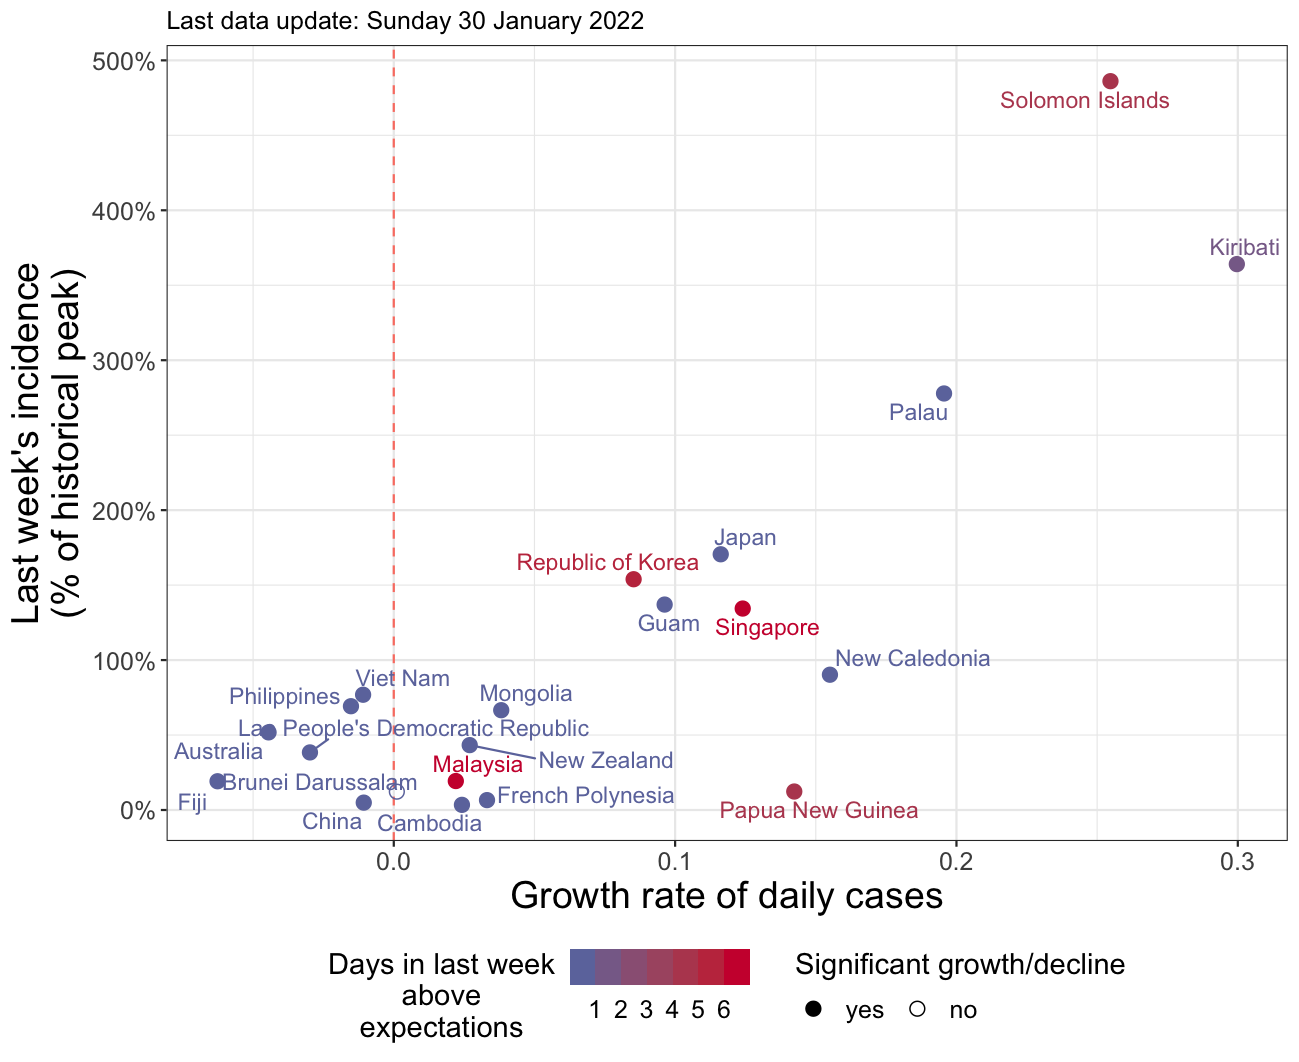 Last data update: Sunday 30 January 2022
500%
400%
300%
200%
100%
0%
Last week's incidence
(% of historical peak)
Solomon Islands
Kiribati
Palau
Japan
Republic of Korea
Guam
Singapore
New Caledonia
Viet Nam
Philippines
Mongolia
Lao People's Democratic Republic
Australia
New Zealand
Malaysia
Brunei Darussalam
French Polynesia
Fiji
Papua New Guinea
China
Cambodia
0.0
0.1
0.2
0.3
Growth rate of daily cases
Days in last week
above
expectations
1 2 3 4 5 6
Significant growth/decline
yes
no